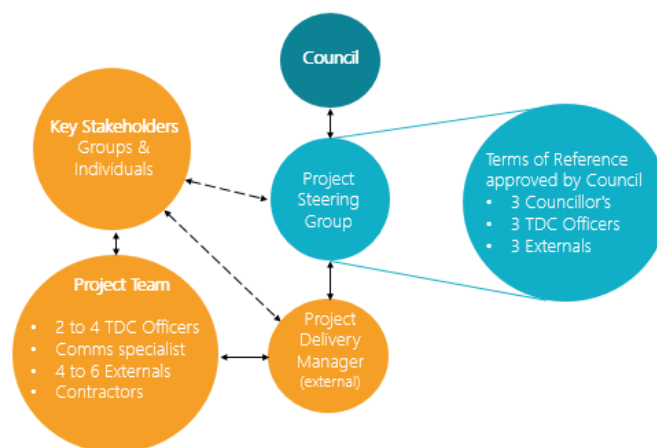 Council
Key Stakeholders
Groups &
Individuals
Project
Steering
Group
Terms of Reference
approved by Council
• 3 Councillor's
• 3 TDC Officers
• 3 Externals
Project Team
• 2 to 4 TDC Officers
• Comms specialist
• 4 to 6 Externals
• Contractors
Project
Delivery
Manager
(external)